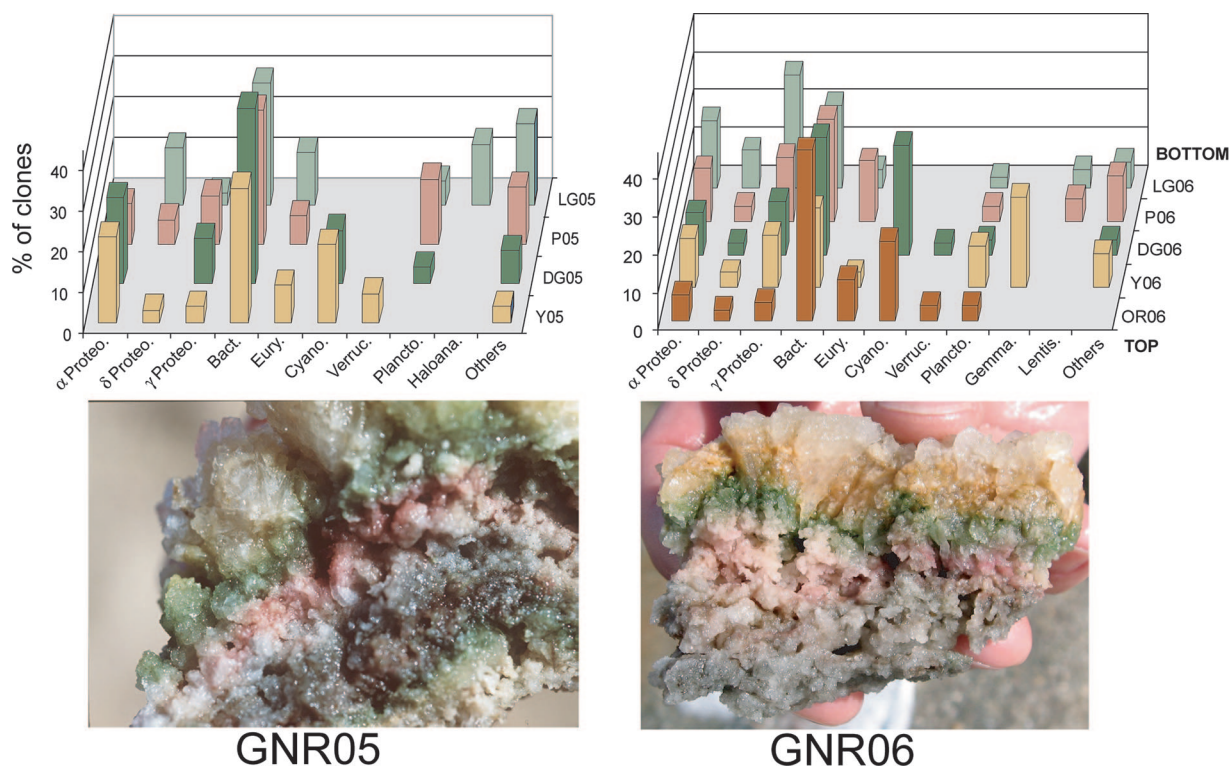 % of clones
40
30
20
10
0
LG05
P05
DG05
Y05
α Proteo.
δ Proteo.
γ Proteo.
Bact.
Eury.
Cyano.
Verruc.
Plancto.
Haloana.
Others
40
30
20
10
0
BOTTOM
LG06
P06
DG06
Y06
OR06
TOP
α Proteo.
δ Proteo.
γ Proteo.
Bact.
Eury.
Cyano.
Verruc.
Plancto.
Gemma.
Lentis.
Others
GNR05
GNR06